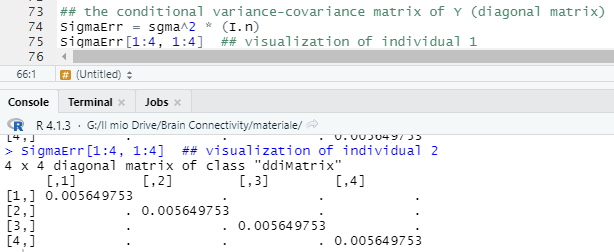 73 ## the conditional variance-covariance matrix of Y (diagonal matrix)
74 SigmaErr = sgma^2 * (I.n)
75 SigmaErr[1:4, 1:4]  ## visualization of individual 1
76
66:1 # (Untitled)
Console Terminal × Jobs ×
R R 4.1.3 · G:/Il mio Drive/Brain Connectivity/materiale/
[4,] . . . 0.005649753
> SigmaErr[1:4, 1:4]  ## visualization of individual 2
4 x 4 diagonal matrix of class "ddiMatrix"
[,1] [,2] [,3] [,4]
[1,] 0.005649753 . . .
[2,] . 0.005649753 . .
[3,] . . 0.005649753 .
[4,] . . . 0.005649753